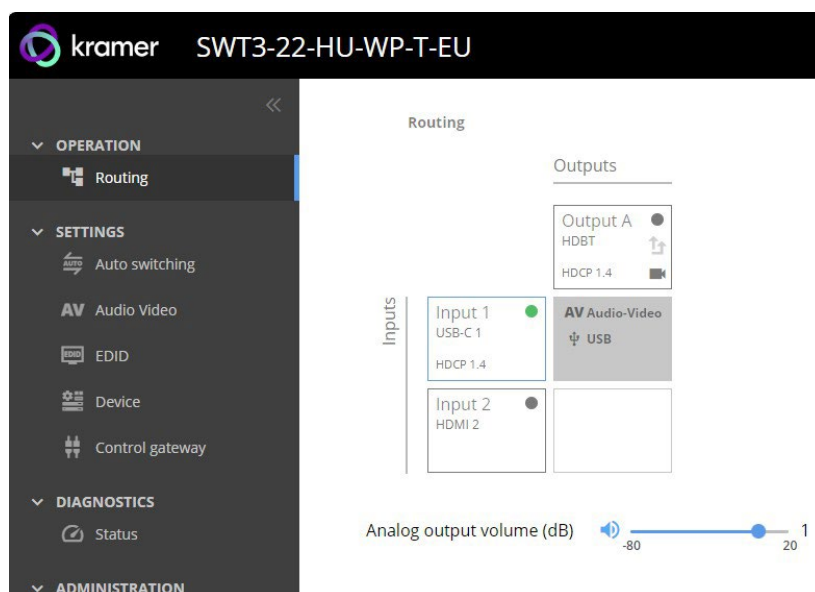 kramer SWT3-22-HU-WP-T-EU
OPERATION
Routing
SETTINGS
AUTO Auto switching
AV Audio Video
EDID EDID
Device
Control gateway
DIAGNOSTICS
Status
ADMINISTRATION
Routing
Outputs
Output A
HDBT
HDCP 1.4
Inputs
Input 1
USB-C 1
HDCP 1.4
AV Audio-Video
USB
Input 2
HDMI 2
Analog output volume (dB) 1
-80 20